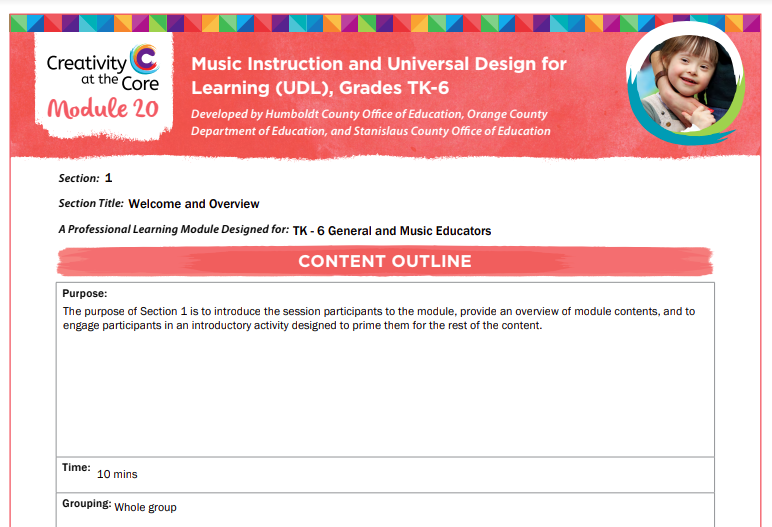 Creativity
at the
Core
Module 20
Music Instruction and Universal Design for
Learning (UDL), Grades TK-6
Developed by Humboldt County Office of Education, Orange County
Department of Education, and Stanislaus County Office of Education
Section: 1
Section Title: Welcome and Overview
A Professional Learning Module Designed for: TK - 6 General and Music Educators
CONTENT OUTLINE
Purpose:
The purpose of Section 1 is to introduce the session participants to the module, provide an overview of module contents, and to
engage participants in an introductory activity designed to prime them for the rest of the content.
Time: 10 mins
Grouping: Whole group